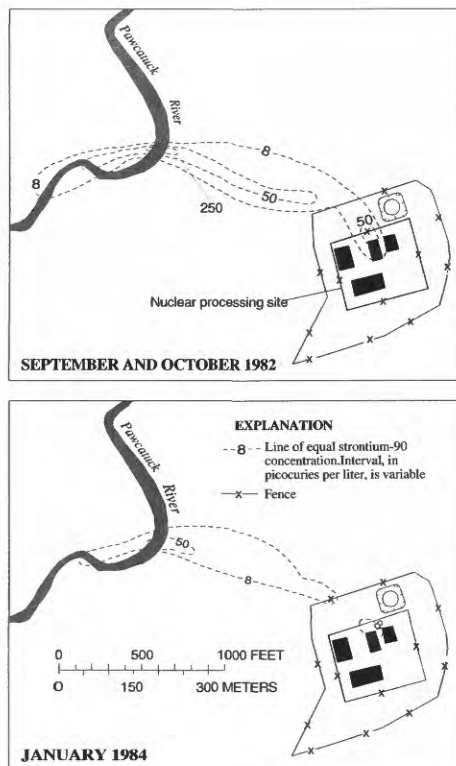 Pawcatuck
River
8
8
50
250
50
Nuclear processing site
SEPTEMBER AND OCTOBER 1982
EXPLANATION
--8-- Line of equal strontium-90
concentration.Interval, in
picocuries per liter, is variable
—x— Fence
Pawcatuck
River
50
8
8
0 500 1000 FEET
0 150 300 METERS
JANUARY 1984